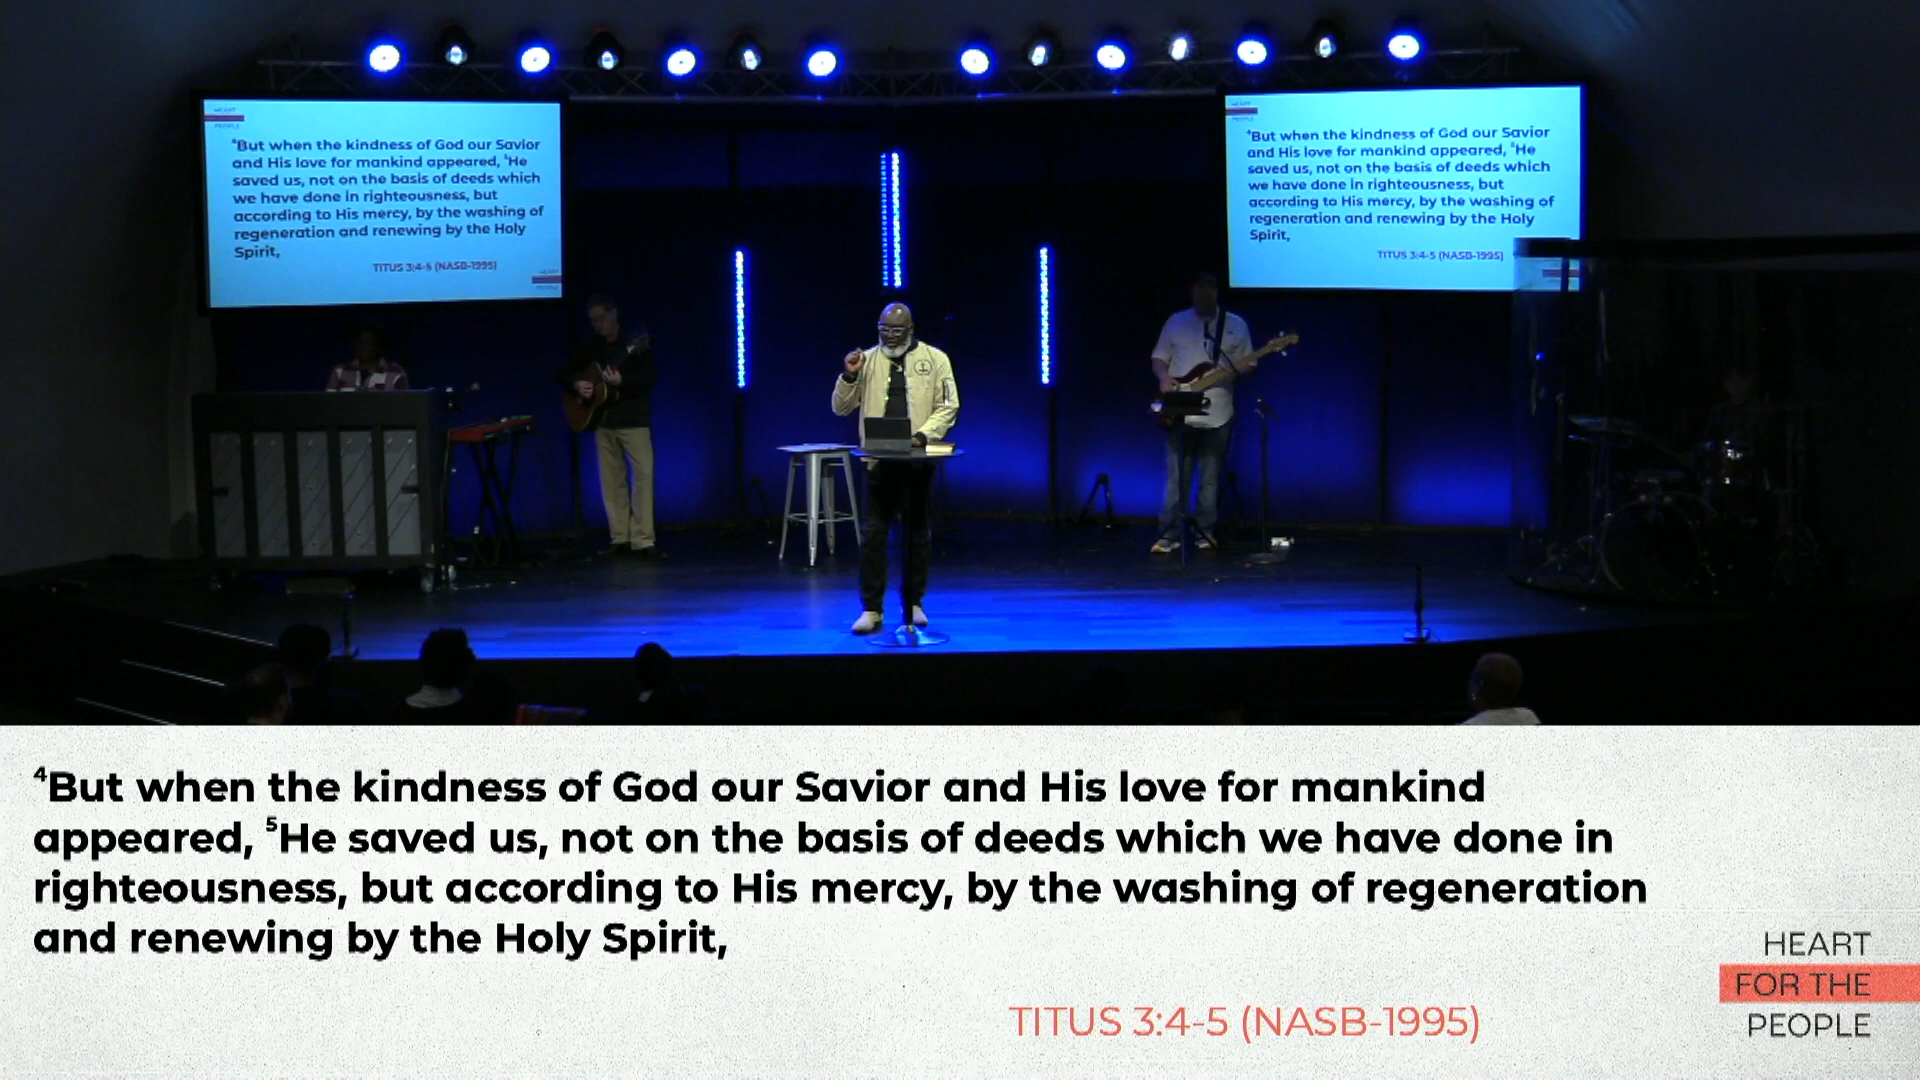 HEART
PEOPLE
⁴But when the kindness of God our Savior
and His love for mankind appeared, ⁵He
saved us, not on the basis of deeds which
we have done in righteousness, but
according to His mercy, by the washing of
regeneration and renewing by the Holy
Spirit,
TITUS 3:4-5 (NASB-1995)
HEART
PEOPLE
HEART
PEOPLE
⁴But when the kindness of God our Savior
and His love for mankind appeared, ⁵He
saved us, not on the basis of deeds which
we have done in righteousness, but
according to His mercy, by the washing of
regeneration and renewing by the Holy
Spirit,
TITUS 3:4-5 (NASB-1995)
⁴But when the kindness of God our Savior and His love for mankind
appeared, ⁵He saved us, not on the basis of deeds which we have done in
righteousness, but according to His mercy, by the washing of regeneration
and renewing by the Holy Spirit,
TITUS 3:4-5 (NASB-1995)
HEART
FOR THE
PEOPLE